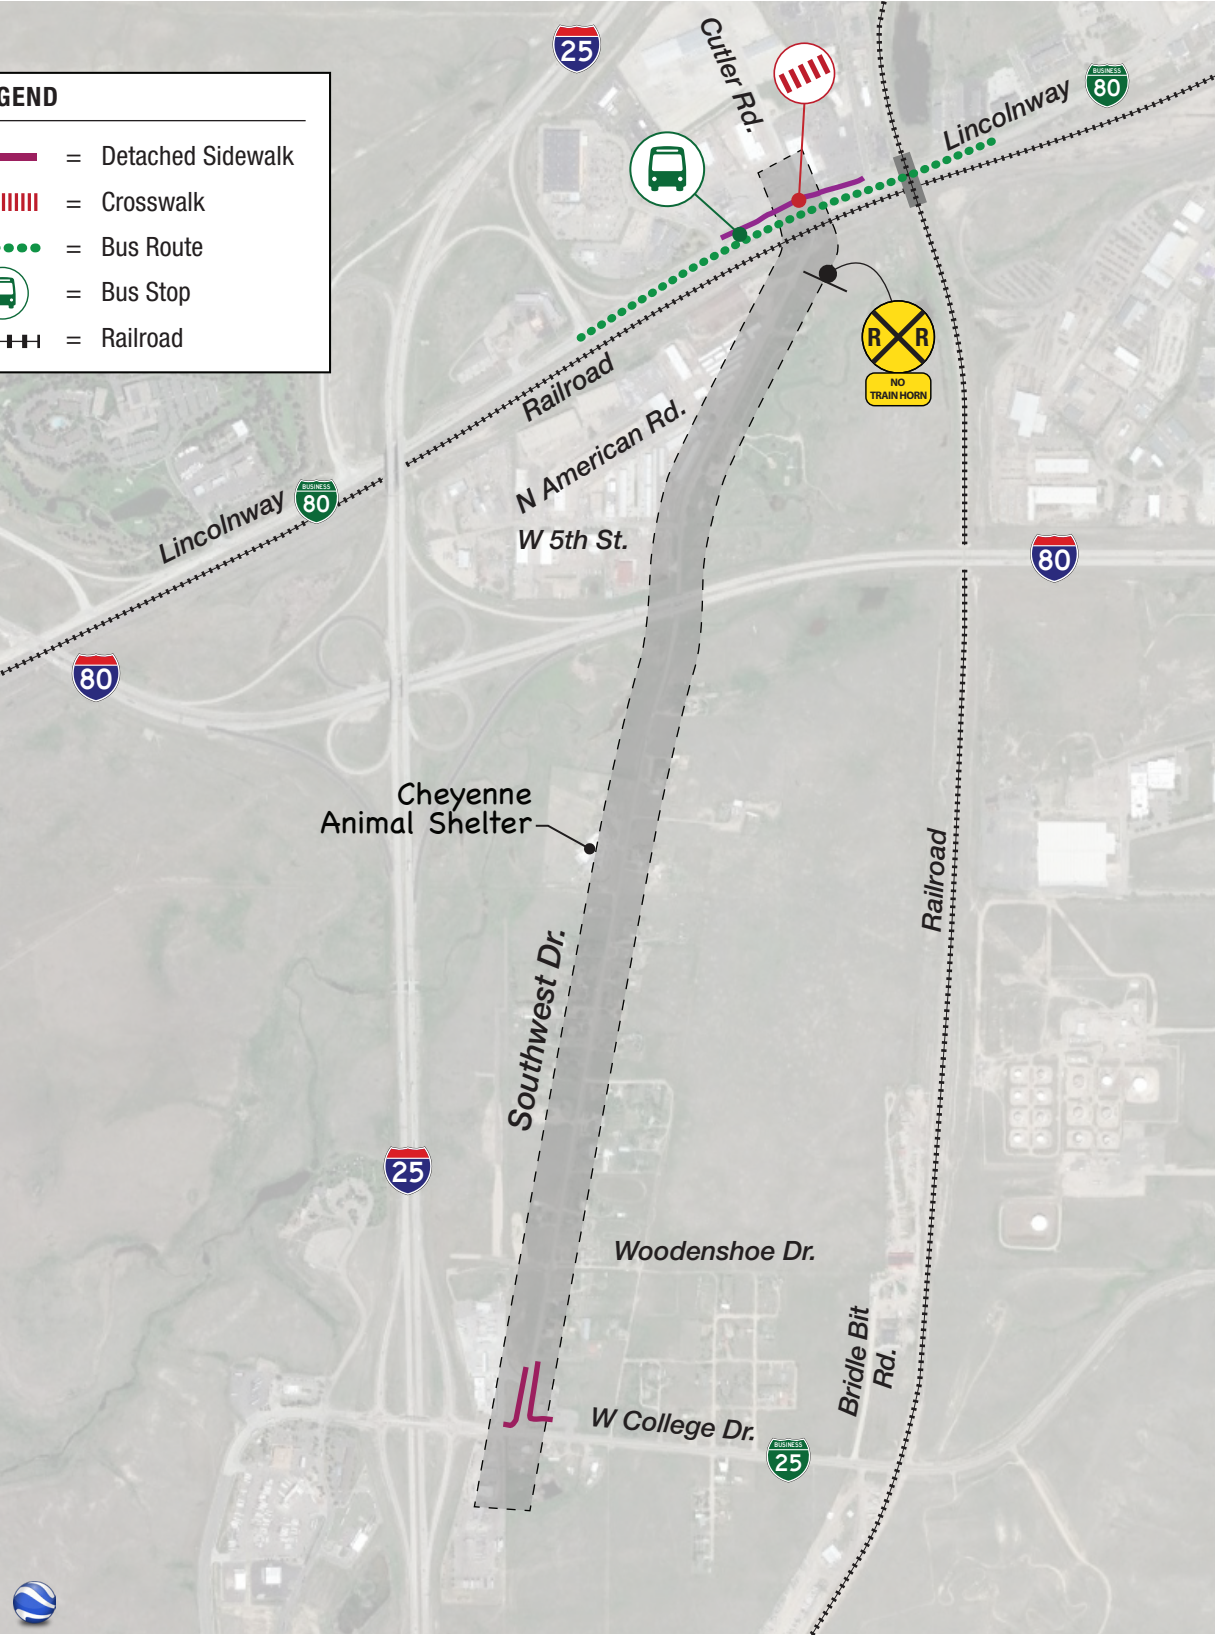 25
Cutler Rd.
BUSINESS
80
Lincolnway
GEND
= Detached Sidewalk
= Crosswalk
= Bus Route
= Bus Stop
= Railroad
R R
NO
TRAIN HORN
Railroad
N American Rd.
W 5th St.
Lincolnway
BUSINESS
80
80
80
Cheyenne
Animal Shelter
Railroad
Southwest Dr.
25
Woodenshoe Dr.
Bridle Bit
Rd.
W College Dr.
BUSINESS
25